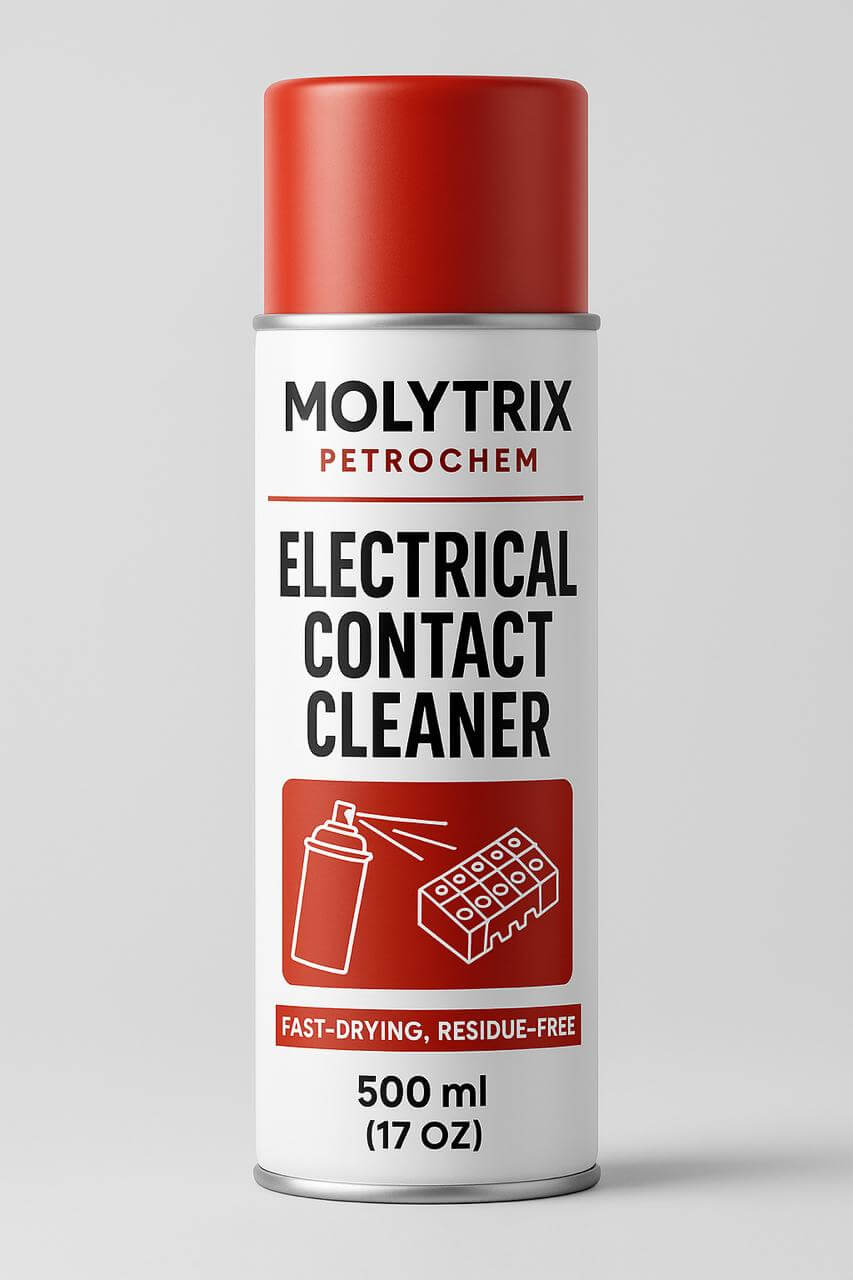 MOLYTRIX
PETROCHEM
ELECTRICAL
CONTACT
CLEANER
FAST-DRYING, RESIDUE-FREE
500 ml
(17 OZ)